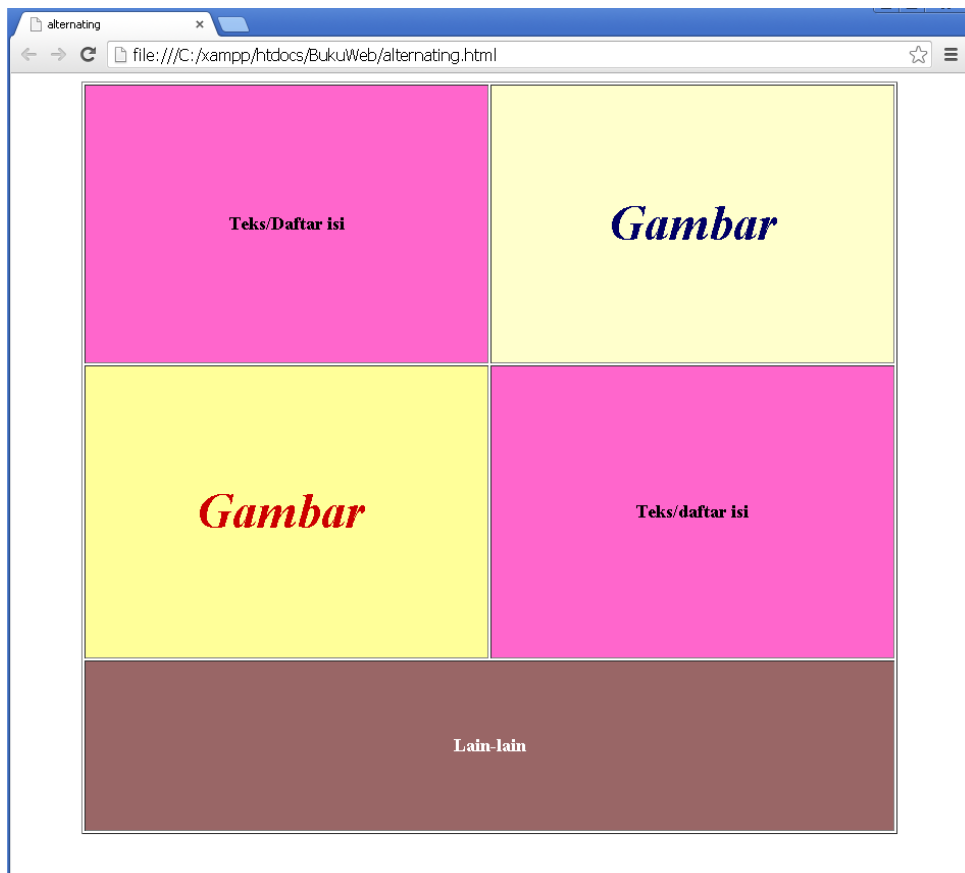 alternating
file:///C:/xampp/htdocs/BukuWeb/alternating.html
Teks/Daftar isi
Gambar
Gambar
Teks/daftar isi
Lain-lain